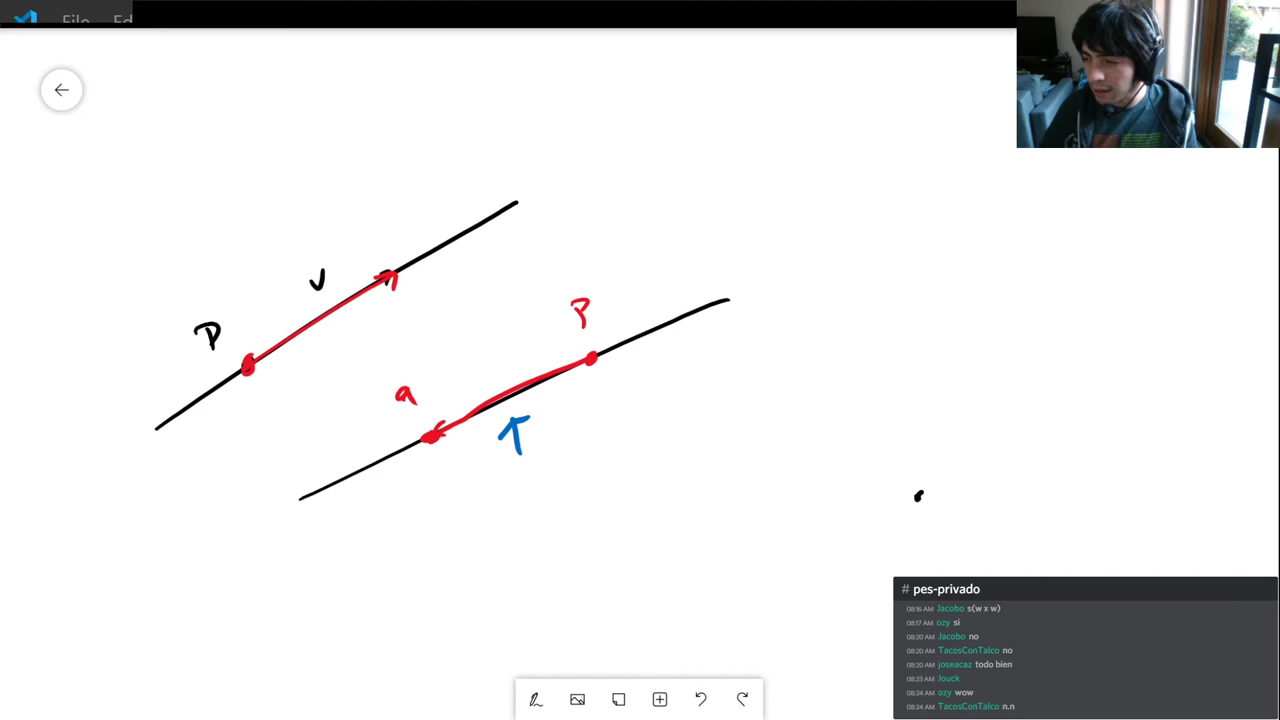 File Ed
v
P
P
a
# pes-privado
08:16 AM Jacobo s(w x w)
08:17 AM ozy si
08:20 AM Jacobo no
08:20 AM TacosConTalco no
08:20 AM joseacaz todo bien
08:23 AM Jouck
08:24 AM ozy wow
08:24 AM TacosConTalco n.n